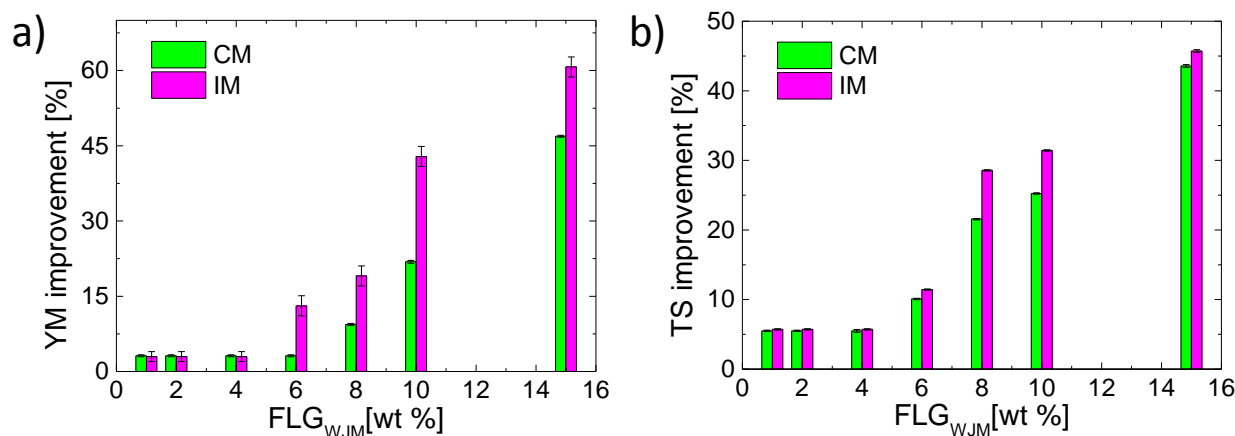 a)
CM
IM
YM improvement [%]
60
45
30
15
0
0 2 4 6 8 10 12 14 16
FLG_WJM[wt %]
b)
CM
IM
TS improvement [%]
50
40
30
20
10
0
0 2 4 6 8 10 12 14 16
FLG_WJM[wt %]